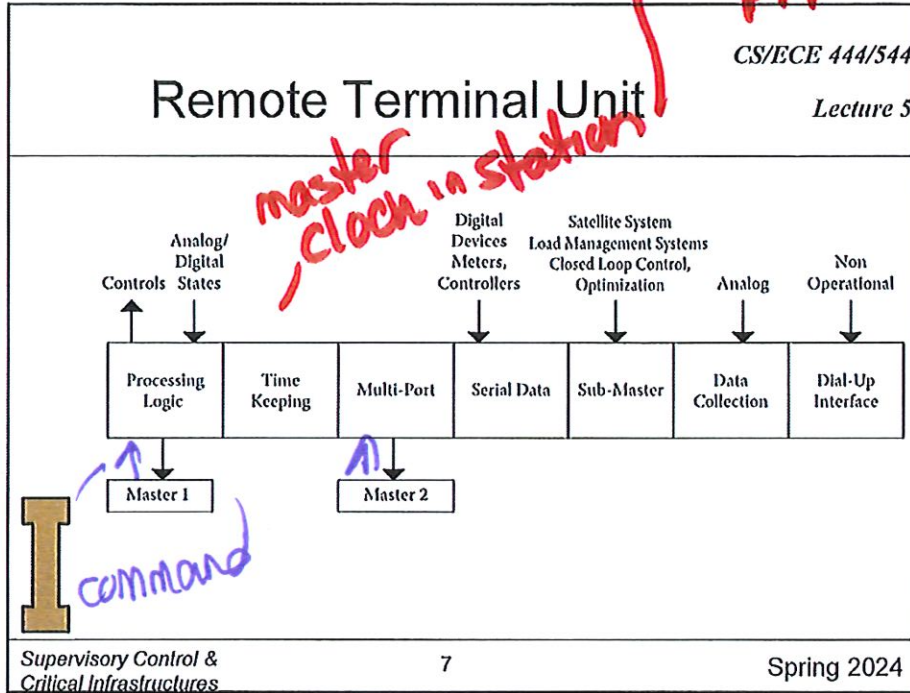 CS/ECE 444/544
Remote Terminal Unit
Lecture 5
master
clock in station
Controls
Analog/
Digital
States
Digital
Devices
Meters,
Controllers
Satellite System
Load Management Systems
Closed Loop Control,
Optimization
Analog
Non
Operational
Processing
Logic
Time
Keeping
Multi-Port
Serial Data
Sub-Master
Data
Collection
Dial-Up
Interface
Master 1
Master 2
I
command
Supervisory Control &
Critical Infrastructures
7
Spring 2024